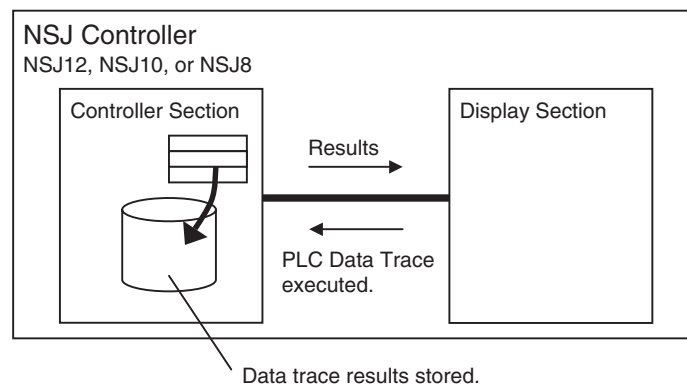 NSJ Controller
NSJ12, NSJ10, or NSJ8
Controller Section
Display Section
Results
PLC Data Trace
executed.
Data trace results stored.